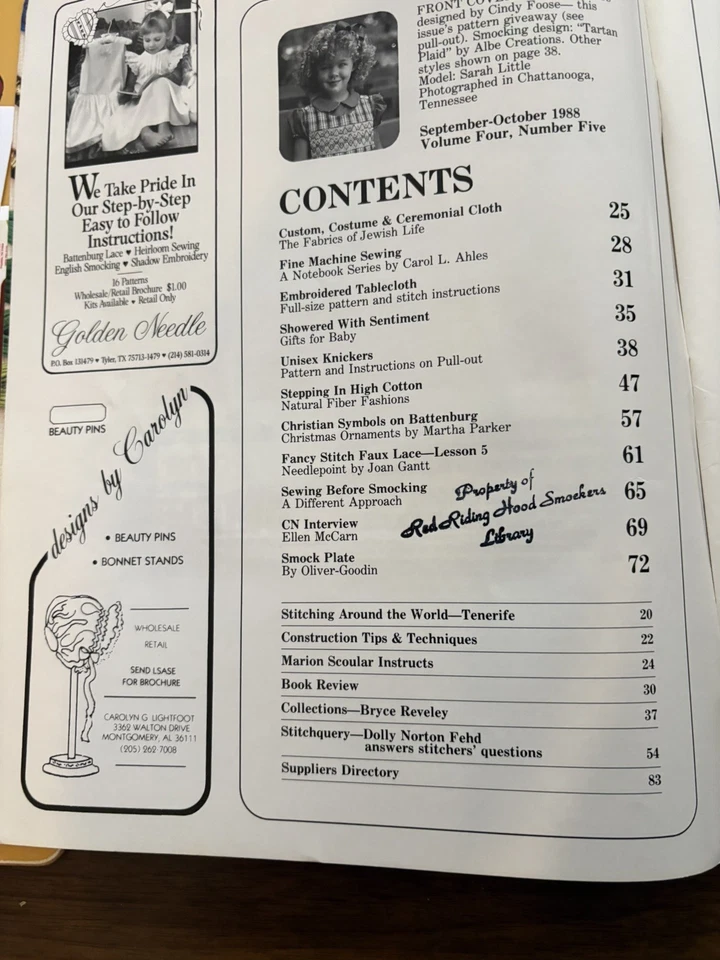 We Take Pride In
Our Step-by-Step
Easy to Follow
Instructions!
Battenburg Lace ♥ Heirloom Sewing
English Smocking ♥ Shadow Embroidery
16 Patterns
Wholesale/Retail Brochure $1.00
Kits Available • Retail Only
Golden Needle
P.O. Box 131479 ♥ Tyler, TX 75713-1479 ♥ (214) 581-0314
BEAUTY PINS
designs by Carolyn
• BEAUTY PINS
• BONNET STANDS
WHOLESALE
RETAIL
SEND LSASE
FOR BROCHURE
CAROLYN G LIGHTFOOT
3362 WALTON DRIVE
MONTGOMERY, AL 36111
(205) 262-7008
FRONT
designed by Cindy Foose— this
issue's pattern giveaway (see
pull-out). Smocking design: "Tartan
Plaid" by Albe Creations. Other
styles shown on page 38.
Model: Sarah Little
Photographed in Chattanooga,
Tennessee
September-October 1988
Volume Four, Number Five
CONTENTS
Custom, Costume & Ceremonial Cloth 25
The Fabrics of Jewish Life
Fine Machine Sewing 28
A Notebook Series by Carol L. Ahles
Embroidered Tablecloth 31
Full-size pattern and stitch instructions
Showered With Sentiment 35
Gifts for Baby
Unisex Knickers 38
Pattern and Instructions on Pull-out
Stepping In High Cotton 47
Natural Fiber Fashions
Christian Symbols on Battenburg 57
Christmas Ornaments by Martha Parker
Fancy Stitch Faux Lace—Lesson 5 61
Needlepoint by Joan Gantt
Sewing Before Smocking 65
A Different Approach
CN Interview 69
Ellen McCarn
Smock Plate 72
By Oliver-Goodin
Property of
Red Riding Hood Smockers
Library
Stitching Around the World—Tenerife 20
Construction Tips & Techniques 22
Marion Scoular Instructs 24
Book Review 30
Collections—Bryce Reveley 37
Stitchquery—Dolly Norton Fehd
answers stitchers' questions 54
Suppliers Directory 83